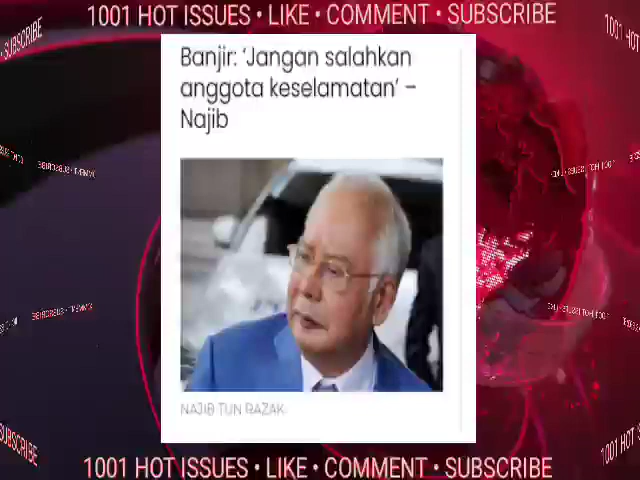 1001 HOT ISSUES • LIKE • COMMENT • SUBSCRIBE
Banjir: ‘Jangan salahkan
anggota keselamatan’ –
Najib
NAJIB TUN RAZAK
1001 HOT ISSUES • LIKE • COMMENT • SUBSCRIBE